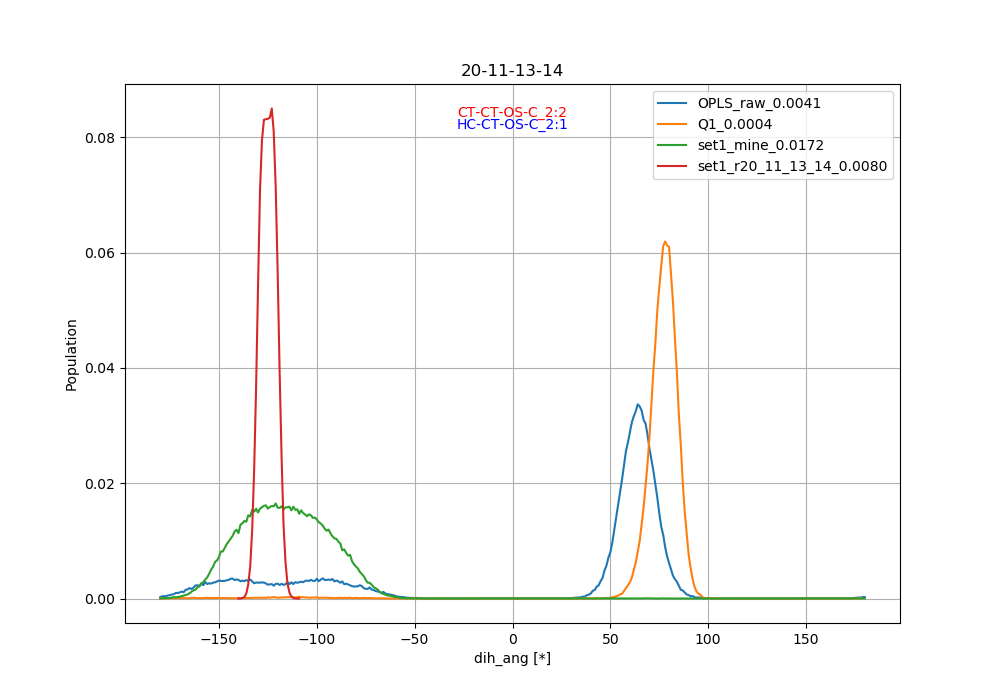 20-11-13-14
CT-CT-OS-C_2:2
HC-CT-OS-C_2:1
OPLS_raw_0.0041
Q1_0.0004
set1_mine_0.0172
set1_r20_11_13_14_0.0080
0.08
0.06
0.04
0.02
0.00
Population
−150
−100
−50
0
50
100
150
dih_ang [*]